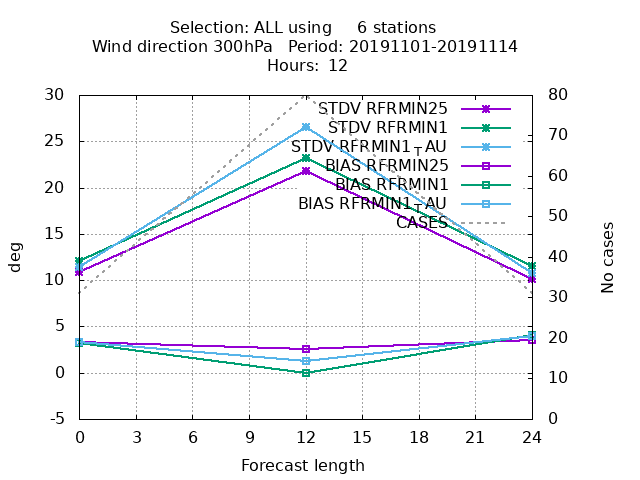 Selection: ALL using     6 stations
Wind direction 300hPa   Period: 20191101-20191114
Hours:  12
30
25
20
15
10
5
0
-5
80
70
60
50
40
30
20
10
0
STDV RFRMIN25
STDV RFRMIN1
STDV RFRMIN1_TAU
BIAS RFRMIN25
BIAS RFRMIN1
BIAS RFRMIN1_TAU
CASES
deg
No cases
0 3 6 9 12 15 18 21 24
Forecast length